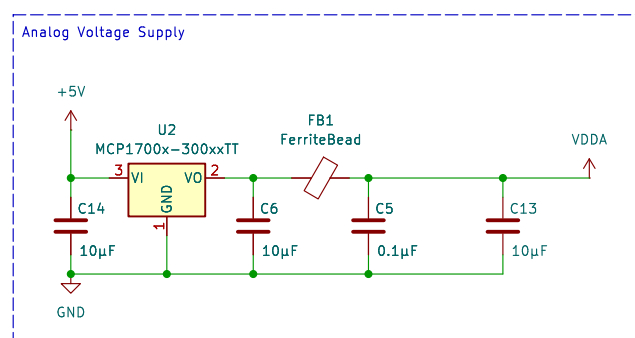 Analog Voltage Supply
+5V
U2
MCP1700x-300xxTT
FB1
FerriteBead
VDDA
3
VI
VO
2
GND
1
C14
10µF
C6
10µF
C5
0.1µF
C13
10µF
GND